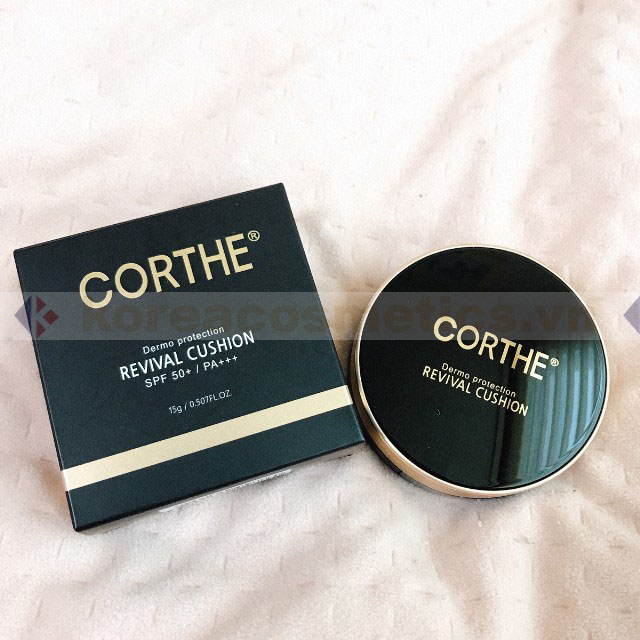 CORTHE®
Dermo protection
REVIVAL CUSHION
SPF 50+ / PA+++
15g / 0.507FL.OZ.
CORTHE®
Dermo protection
REVIVAL CUSHION
koreacosmetics.vn